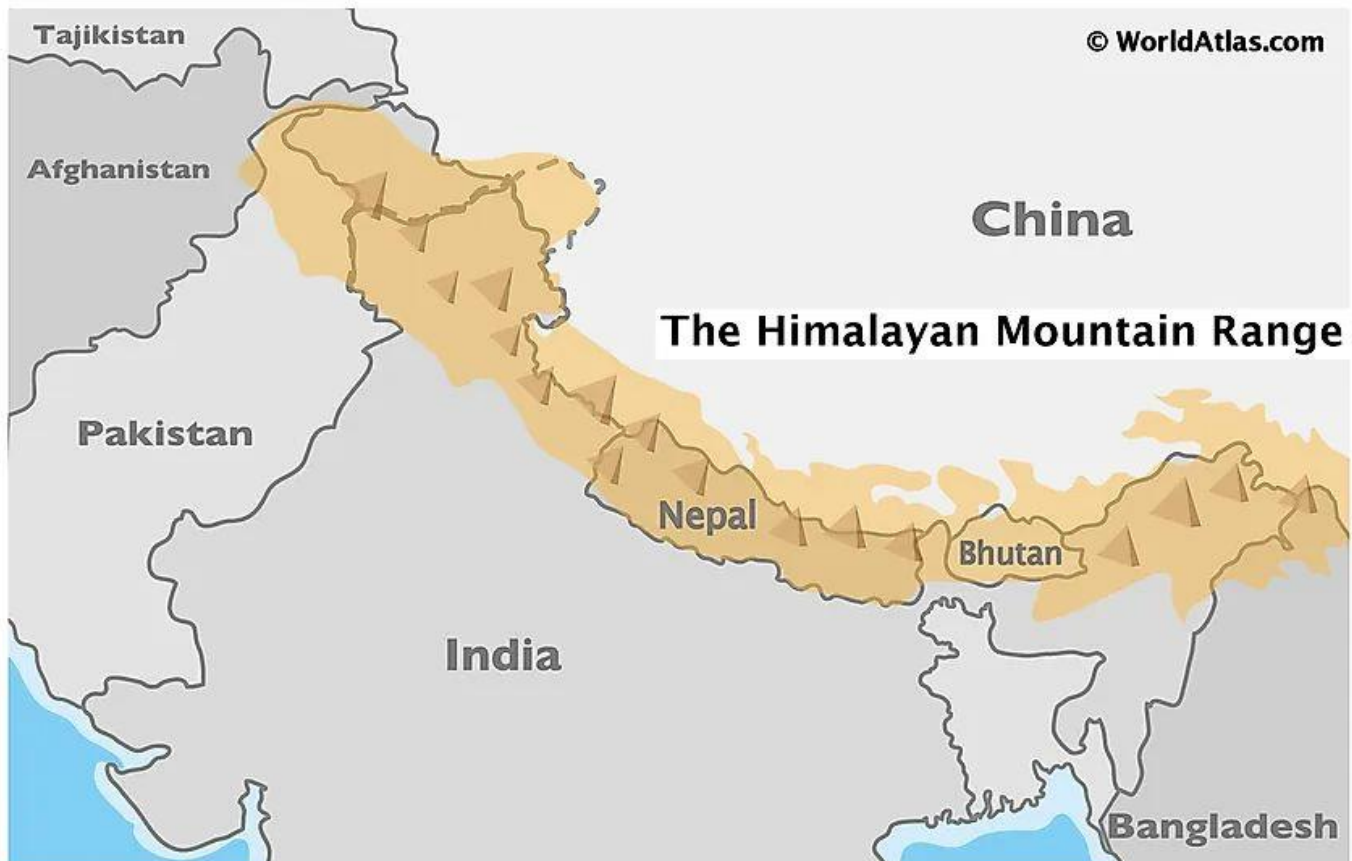 Tajikistan
© WorldAtlas.com
Afghanistan
China
The Himalayan Mountain Range
Pakistan
Nepal
Bhutan
India
Bangladesh